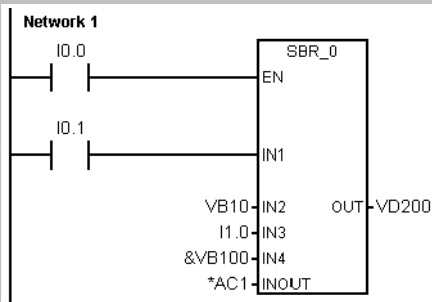 Network 1
I0.0
SBR_0
EN
I0.1
IN1
VB10 IN2 OUT VD200
I1.0 IN3
&VB100 IN4
*AC1 INOUT